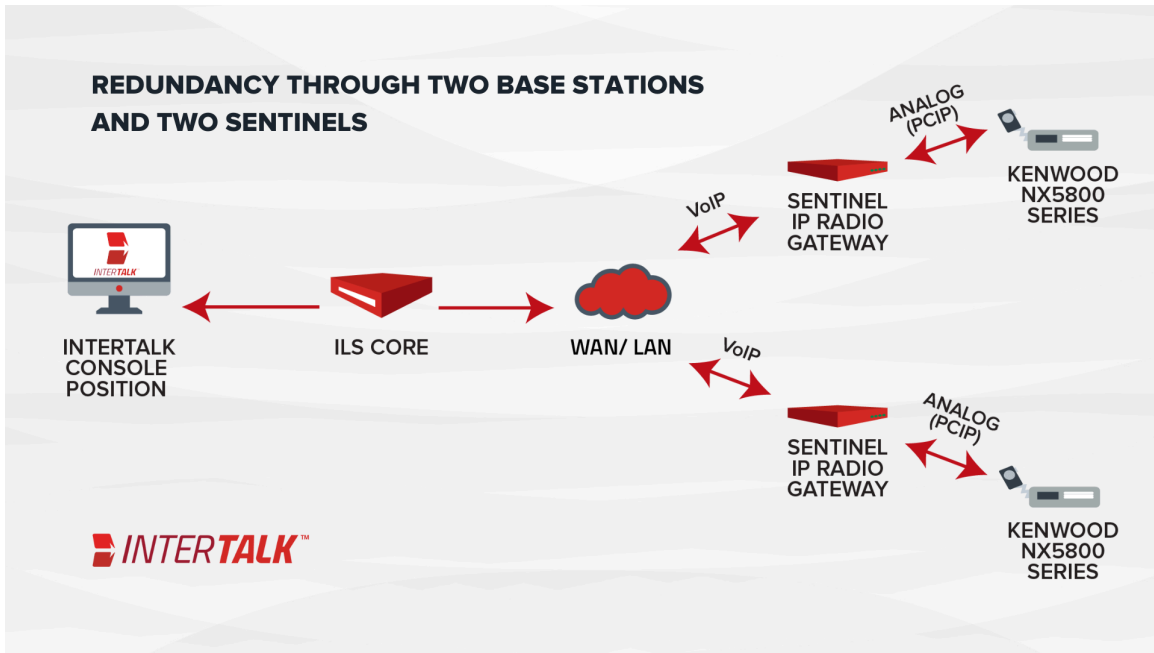 REDUNDANCY THROUGH TWO BASE STATIONS
AND TWO SENTINELS
INTERTALK
INTERTALK
CONSOLE
POSITION
ILS CORE
WAN/ LAN
VoIP
SENTINEL
IP RADIO
GATEWAY
ANALOG
(PCIP)
KENWOOD
NX5800
SERIES
VoIP
SENTINEL
IP RADIO
GATEWAY
ANALOG
(PCIP)
KENWOOD
NX5800
SERIES
INTERTALK™